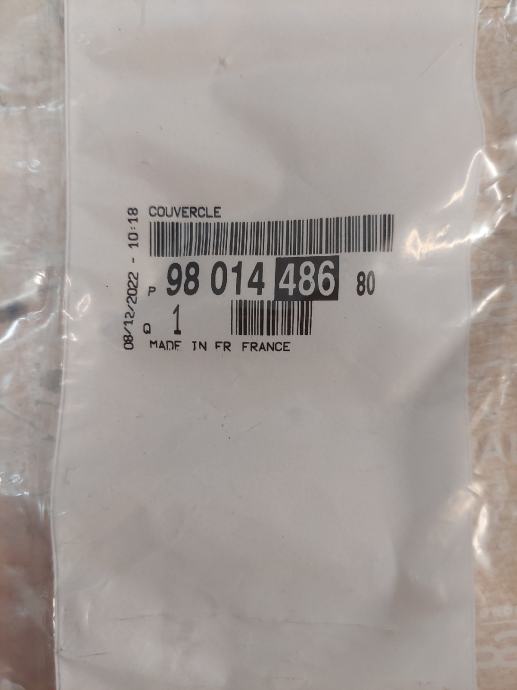 COUVERCLE
P 98 014 486 80
Q 1
MADE IN FR FRANCE
08/12/2022 - 10:18